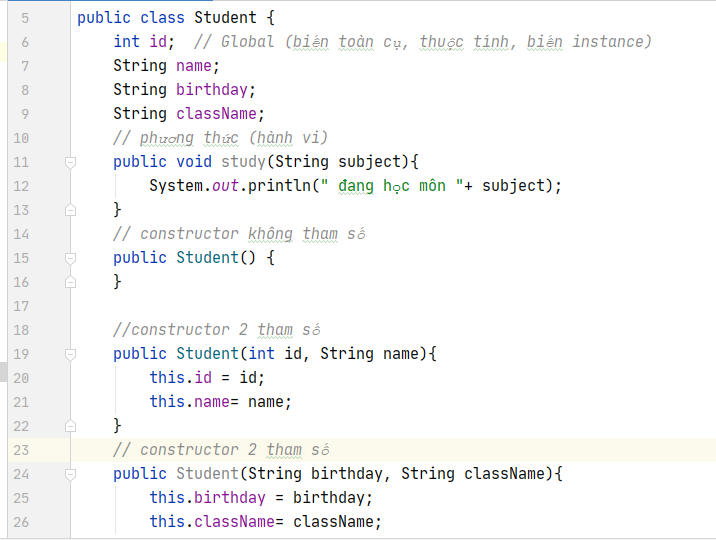 5 public class Student {
6 int id;  // Global (biến toàn cụ, thuộc tính, biến instance)
7 String name;
8 String birthday;
9 String className;
10 // phương thức (hành vi)
11 public void study(String subject){
12 System.out.println(" đang học môn "+ subject);
13 }
14 // constructor không tham số
15 public Student() {
16 }
17
18 //constructor 2 tham số
19 public Student(int id, String name){
20 this.id = id;
21 this.name= name;
22 }
23 // constructor 2 tham số
24 public Student(String birthday, String className){
25 this.birthday = birthday;
26 this.className= className;